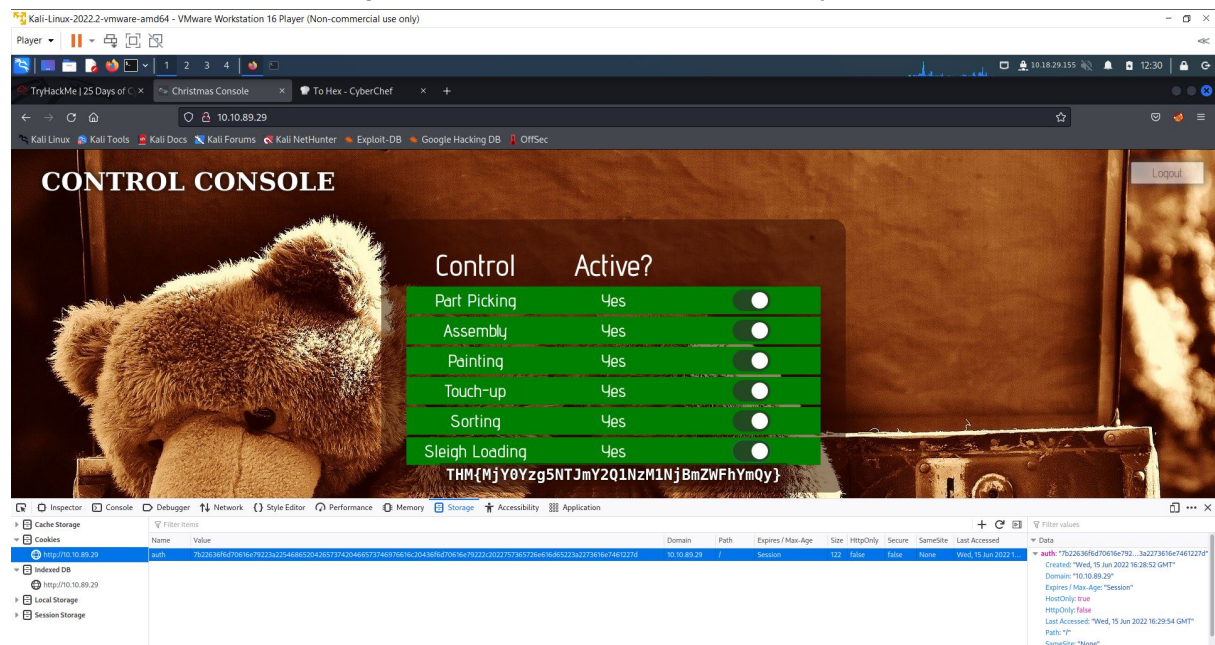 Kali-Linux-2022.2-vmware-amd64 - VMware Workstation 16 Player (Non-commercial use only)
Player
1 2 3 4
10.18.29.155 12:30
TryHackMe | 25 Days of C
Christmas Console
To Hex - CyberChef
10.10.89.29
Kali Linux Kali Tools Kali Docs Kali Forums Kali NetHunter Exploit-DB Google Hacking DB OffSec
CONTROL CONSOLE
Logout
Control Active?
Part Picking Yes
Assembly Yes
Painting Yes
Touch-up Yes
Sorting Yes
Sleigh Loading Yes
THM{MjY0Yzg5NTJmY2Q1NzM1NjBmZWFhYmQy}
Inspector Console Debugger Network Style Editor Performance Memory Storage Accessibility Application
Cache Storage
Cookies
http://10.10.89.29
Indexed DB
http://10.10.89.29
Local Storage
Session Storage
Filter Items
Name Value Domain Path Expires / Max-Age Size HttpOnly Secure SameSite Last Accessed
auth 7b22636f6d70616e79223a22546865204265737420466573746976616c20436f6d70616e79222c2022757365726e616d65223a2273616e7461227d 10.10.89.29 / Session 122 false false None Wed, 15 Jun 2022 1...
Filter values
Data
auth: "7b22636f6d70616e792...3a2273616e7461227d"
Created: "Wed, 15 Jun 2022 16:28:52 GMT"
Domain: "10.10.89.29"
Expires / Max-Age: "Session"
HostOnly: true
HttpOnly: false
Last Accessed: "Wed, 15 Jun 2022 16:29:54 GMT"
Path: "/"
SameSite: "None"